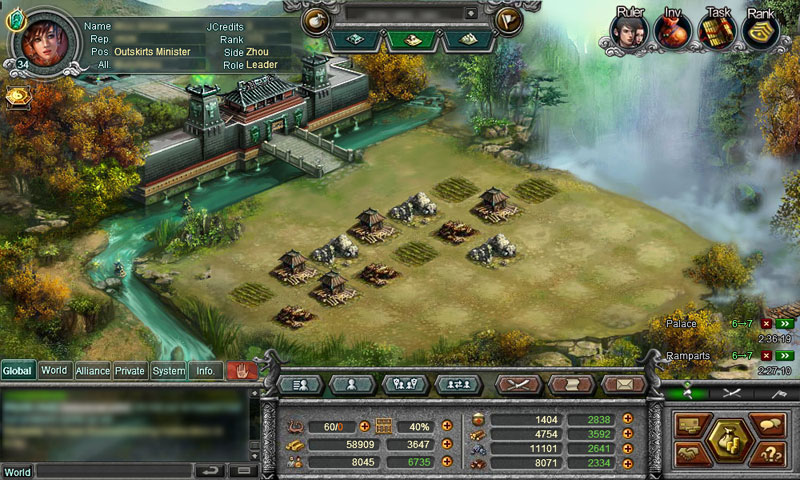 Name JCredits
Rep. Rank
Pos. Outskirts Minister Side Zhou
34 All. Role Leader
Ruler Inv Task Rank
Palace 6→7
2:36:19
Ramparts 6→7
2:27:10
Global World Alliance Private System Info.
60/0 40% 1404 2838
58909 3647 4754 3592
8045 6735 11101 2641
8071 2334
World